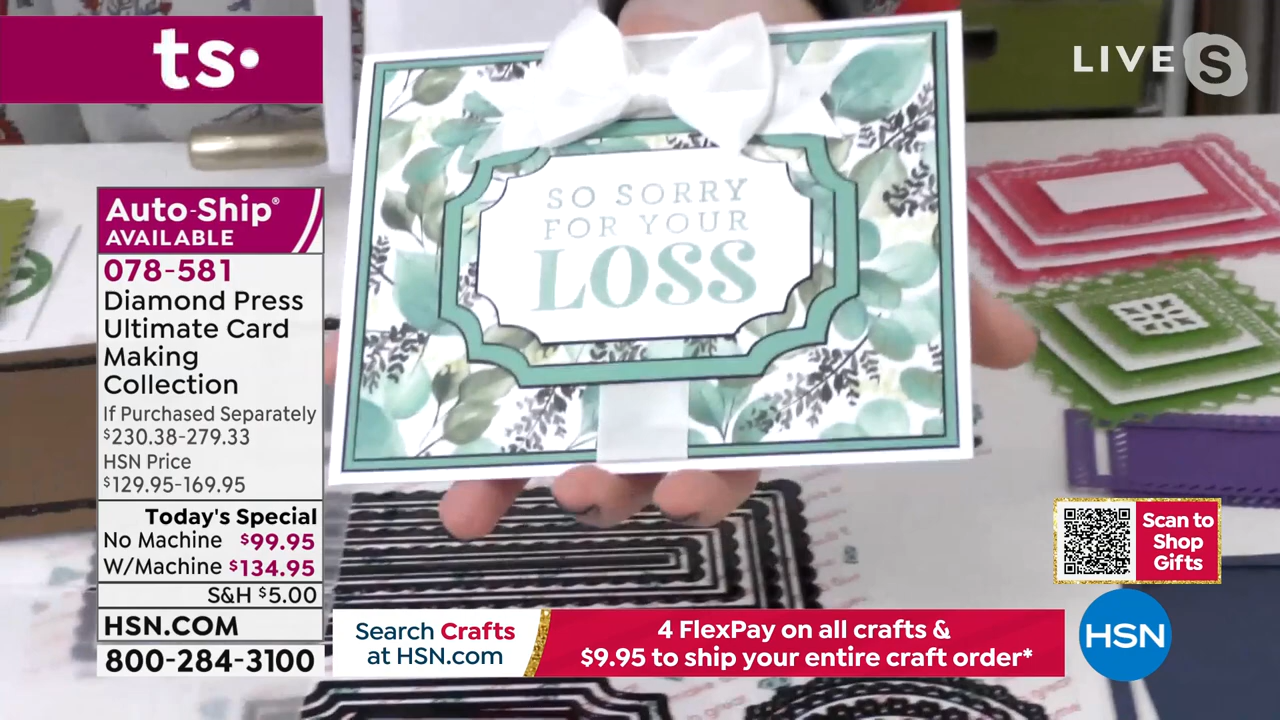 ts.
LIVE S
Auto-Ship®
AVAILABLE
078-581
Diamond Press
Ultimate Card
Making
Collection
If Purchased Separately
$230.38-279.33
HSN Price
$129.95-169.95
Today's Special
No Machine $99.95
W/Machine $134.95
S&H $5.00
HSN.COM
800-284-3100
SO SORRY
FOR YOUR
LOSS
Scan to
Shop
Gifts
Search Crafts
at HSN.com
4 FlexPay on all crafts &
$9.95 to ship your entire craft order*
HSN